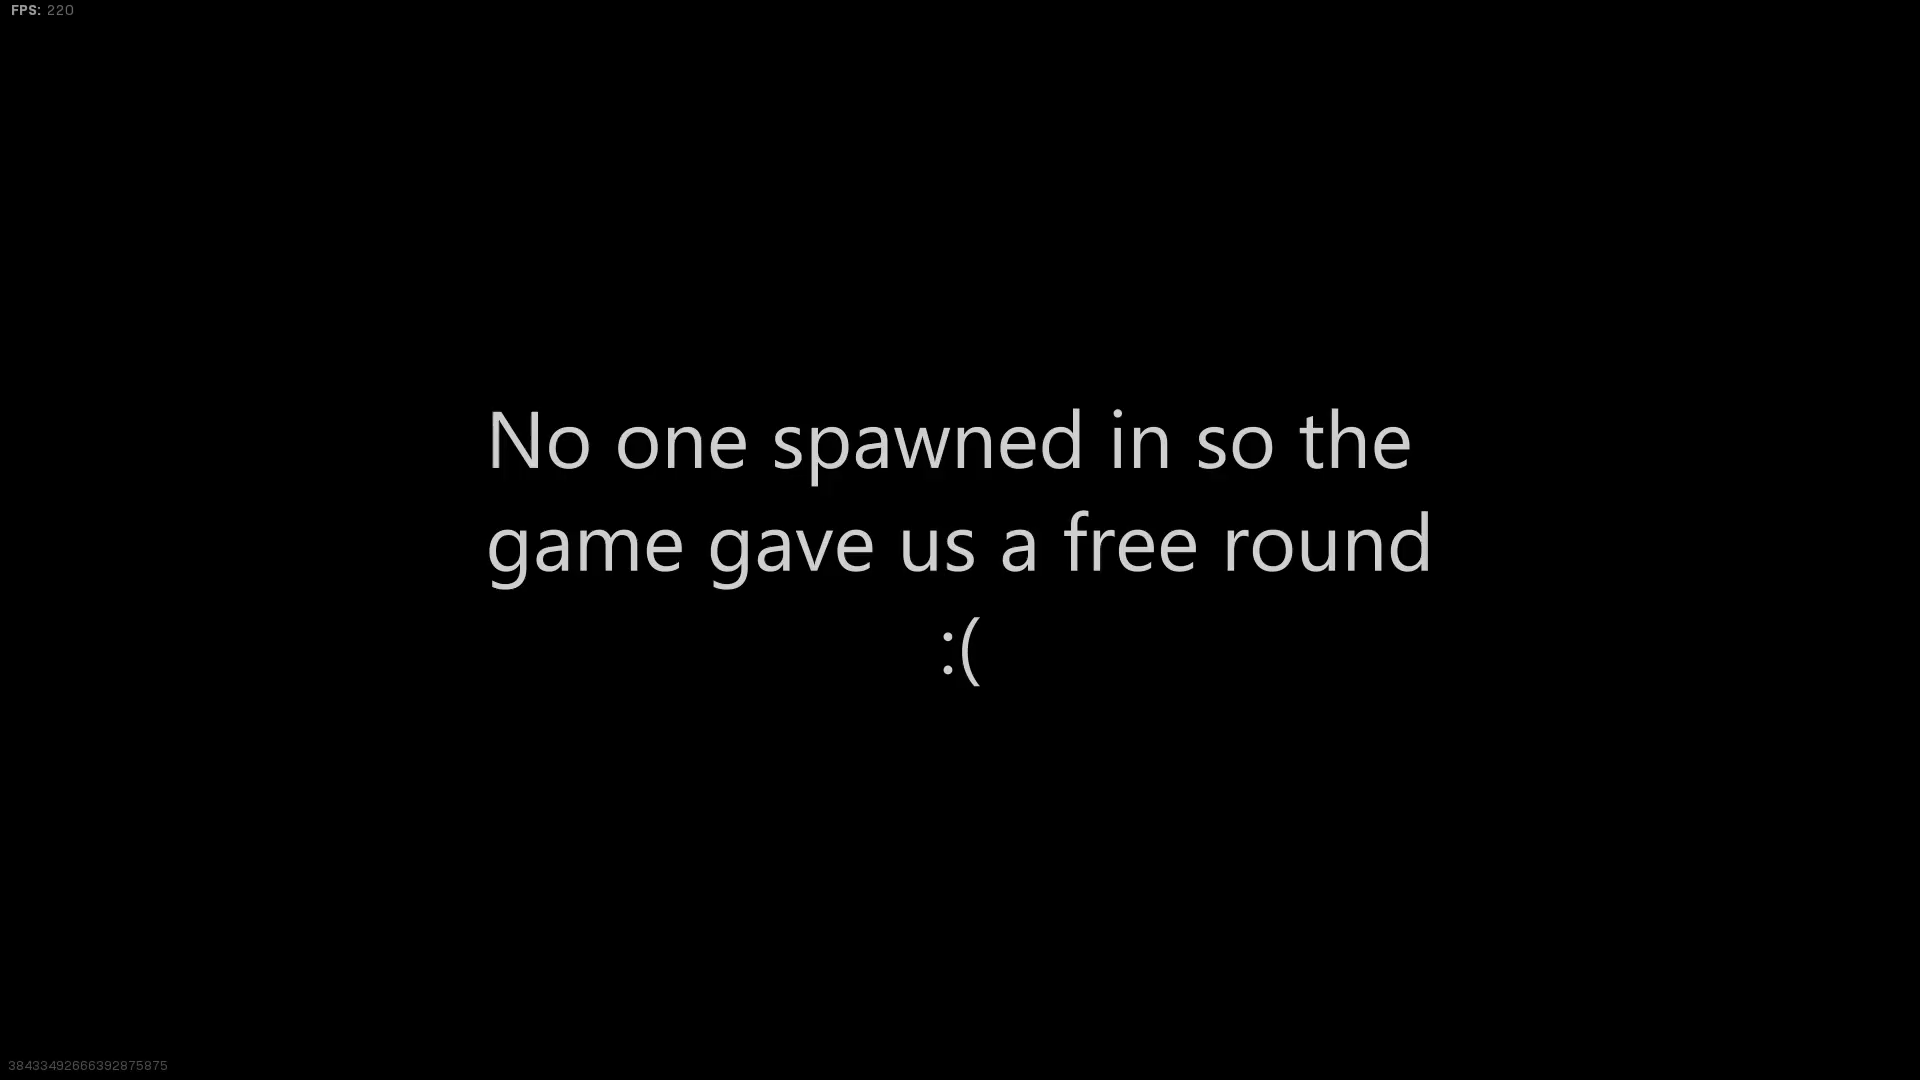 FPS: 220
No one spawned in so the
game gave us a free round
:(
38433492666392875875